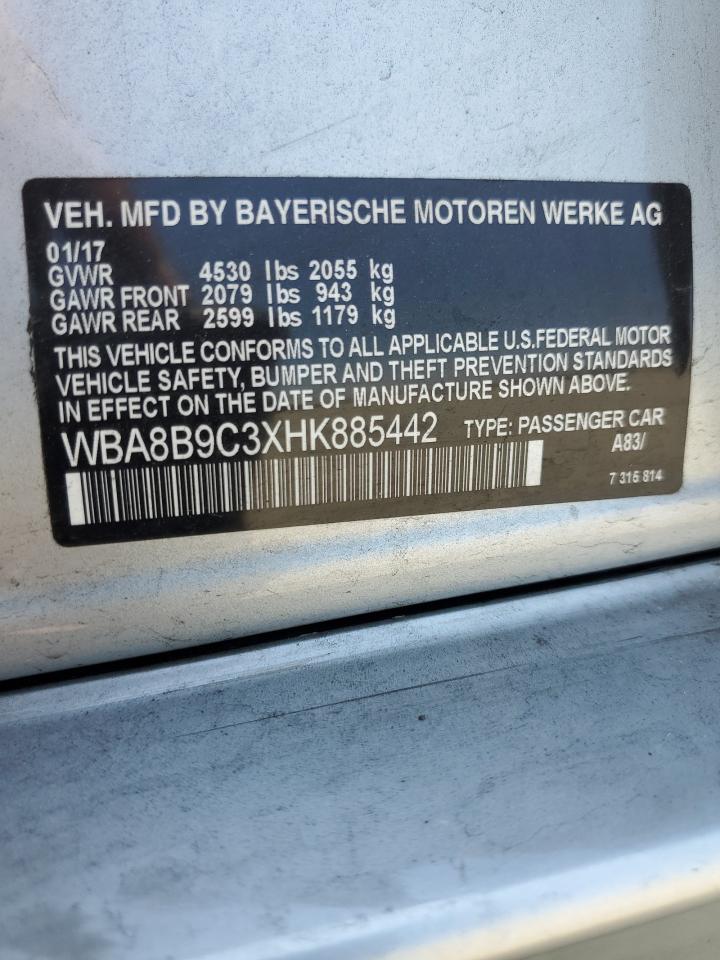 VEH. MFD BY BAYERISCHE MOTOREN WERKE AG
01/17
GVWR 4530 lbs 2055 kg
GAWR FRONT 2079 lbs 943 kg
GAWR REAR 2599 lbs 1179 kg
THIS VEHICLE CONFORMS TO ALL APPLICABLE U.S.FEDERAL MOTOR
VEHICLE SAFETY, BUMPER AND THEFT PREVENTION STANDARDS
IN EFFECT ON THE DATE OF MANUFACTURE SHOWN ABOVE.
WBA8B9C3XHK885442 TYPE: PASSENGER CAR
A83/
7 315 814